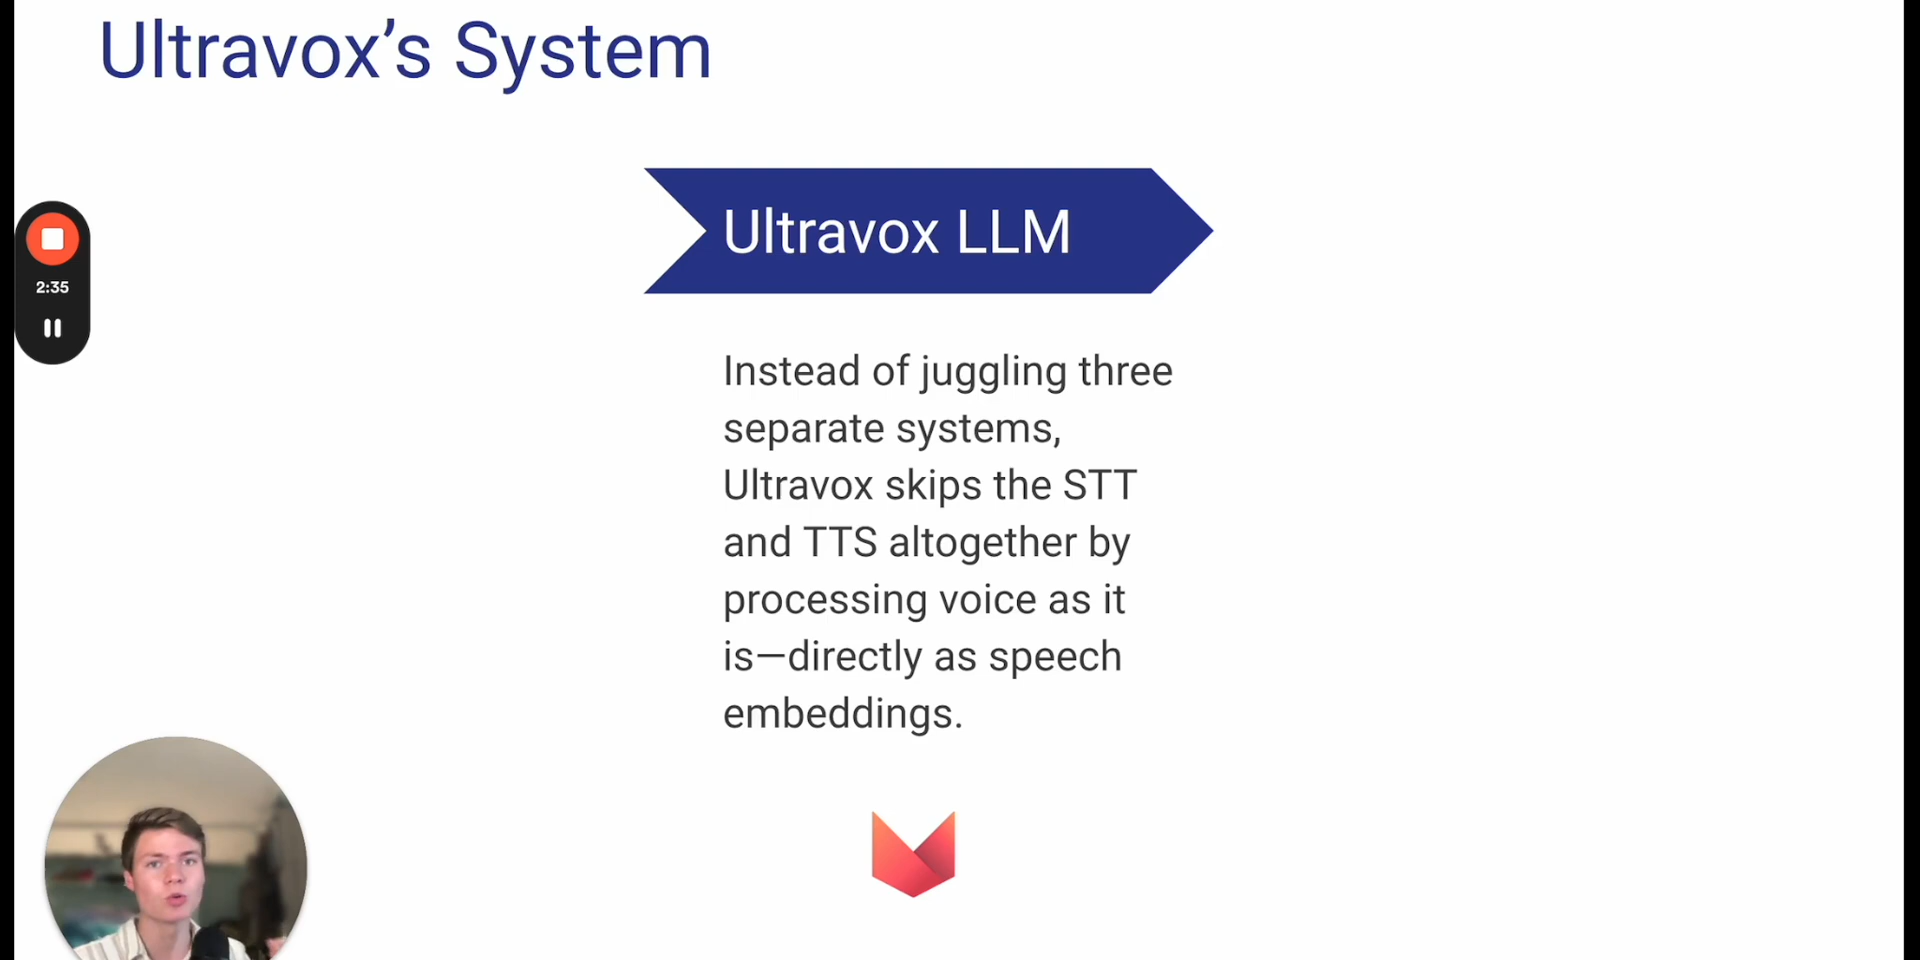 Ultravox’s System
Ultravox LLM
2:35
Instead of juggling three
separate systems,
Ultravox skips the STT
and TTS altogether by
processing voice as it
is—directly as speech
embeddings.